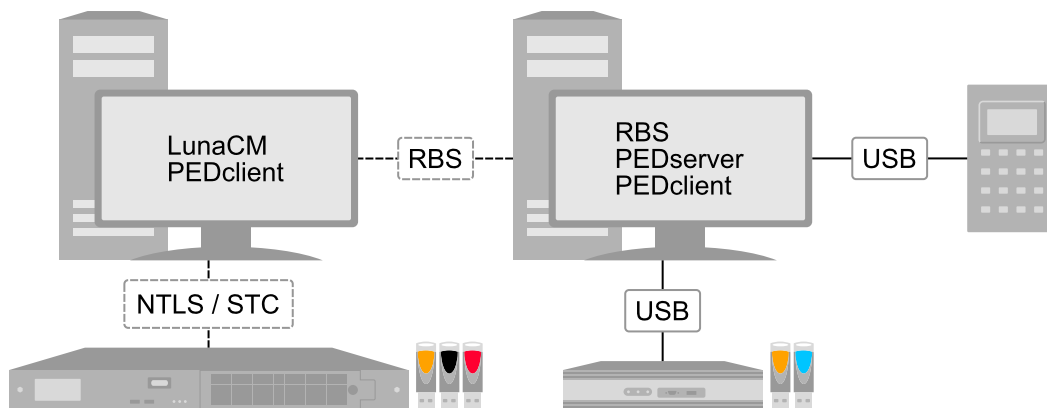 LunaCM
PEDclient
RBS
RBS
PEDserver
PEDclient
USB
NTLS / STC
USB